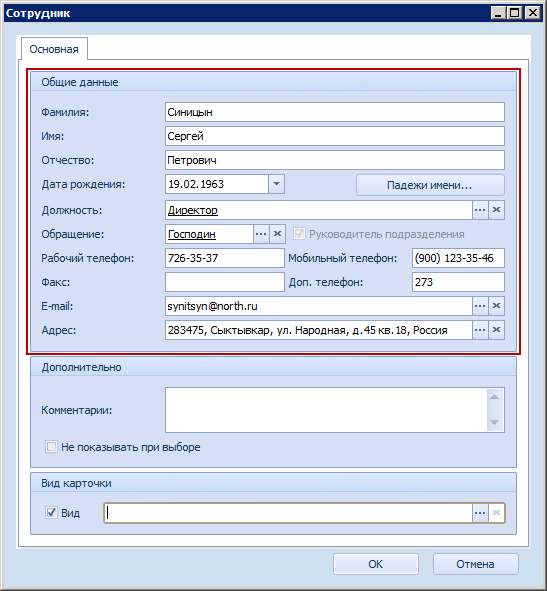 Сотрудник
Основная
Общие данные
Фамилия: Синицын
Имя: Сергей
Отчество: Петрович
Дата рождения: 19.02.1963 Падежи имени...
Должность: Директор
Обращение: Господин Руководитель подразделения
Рабочий телефон: 726-35-37 Мобильный телефон: (900) 123-35-46
Факс: Доп. телефон: 273
E-mail: synitsyn@north.ru
Адрес: 283475, Сыктывкар, ул. Народная, д.45 кв.18, Россия
Дополнительно
Комментарии:
Не показывать при выборе
Вид карточки
Вид
OK Отмена